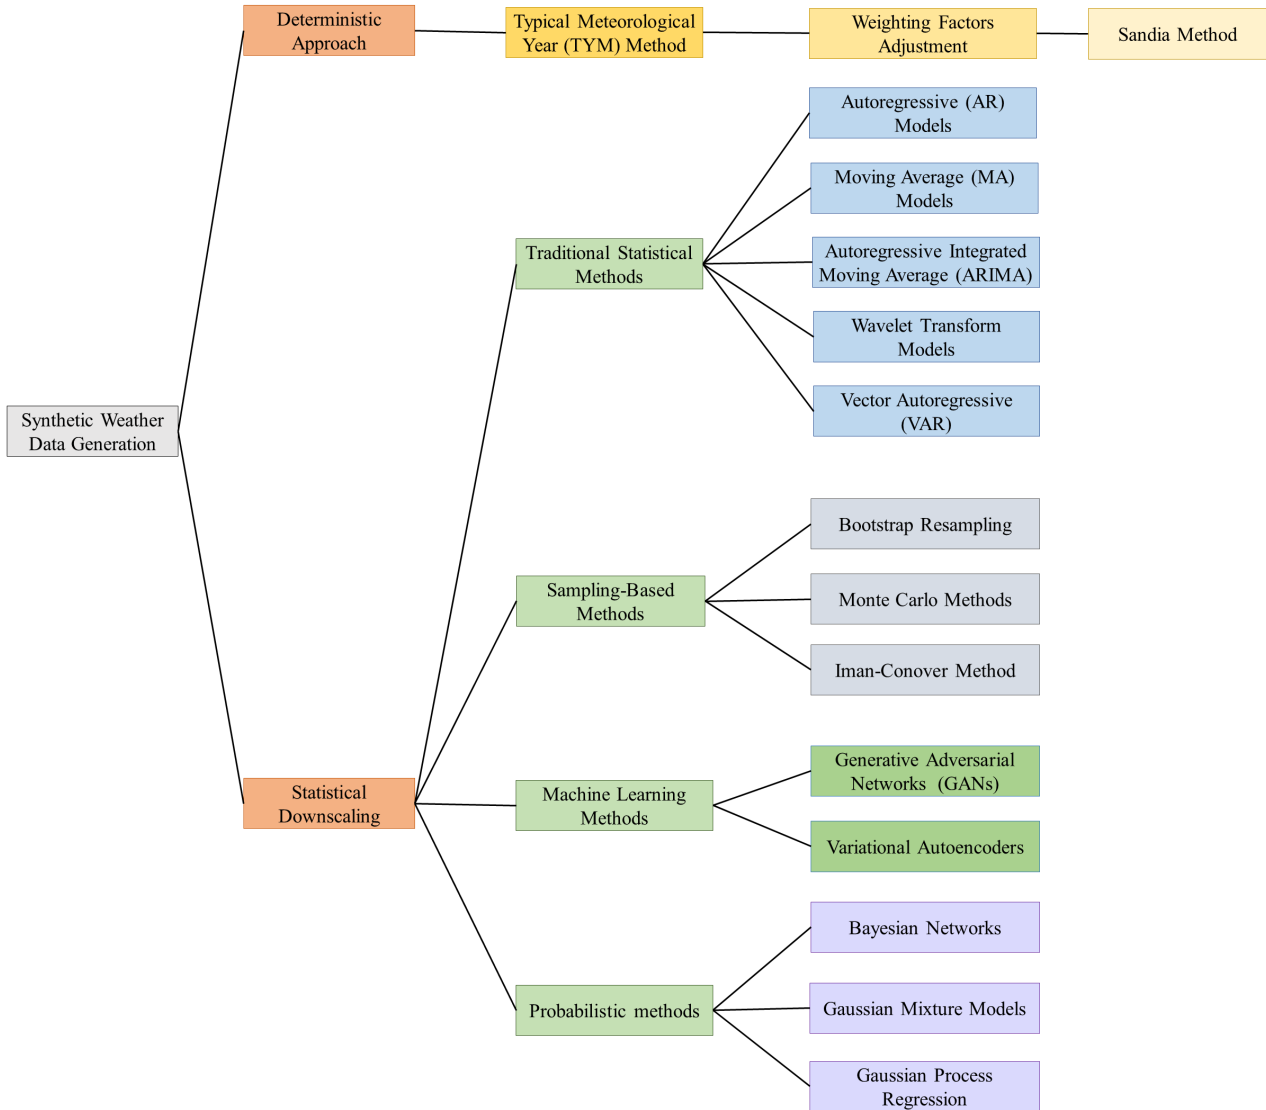 Deterministic
Approach
Typical Meteorological
Year (TYM) Method
Weighting Factors
Adjustment
Sandia Method
Autoregressive (AR)
Models
Moving Average (MA)
Models
Traditional Statistical
Methods
Autoregressive Integrated
Moving Average (ARIMA)
Wavelet Transform
Models
Vector Autoregressive
(VAR)
Synthetic Weather
Data Generation
Bootstrap Resampling
Sampling-Based
Methods
Monte Carlo Methods
Iman-Conover Method
Statistical
Downscaling
Machine Learning
Methods
Generative Adversarial
Networks (GANs)
Variational Autoencoders
Bayesian Networks
Probabilistic methods
Gaussian Mixture Models
Gaussian Process
Regression